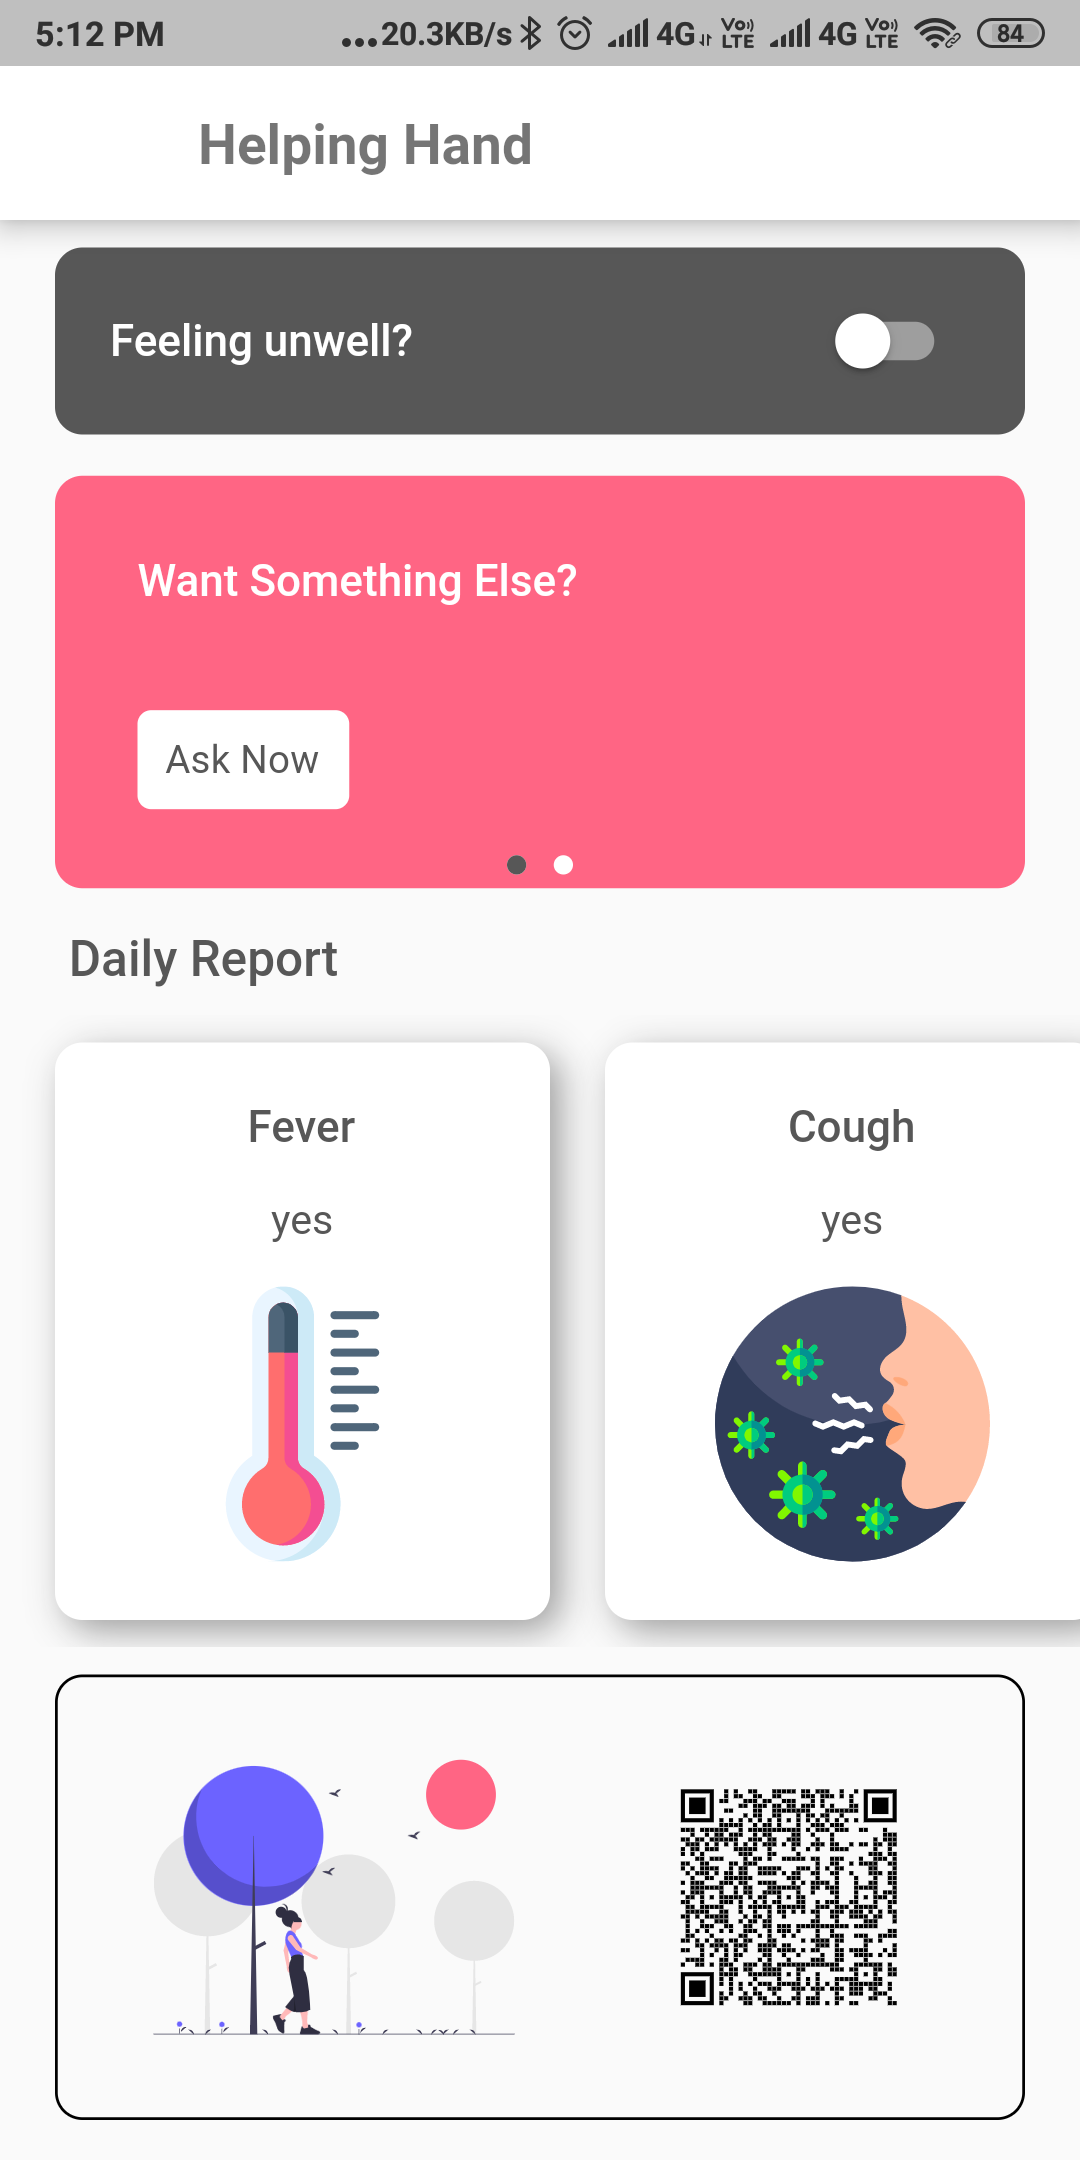 5:12 PM ...20.3KB/s 4G Vo) LTE 4G Vo) LTE 84
Helping Hand
Feeling unwell?
Want Something Else?
Ask Now
Daily Report
Fever Cough
yes yes